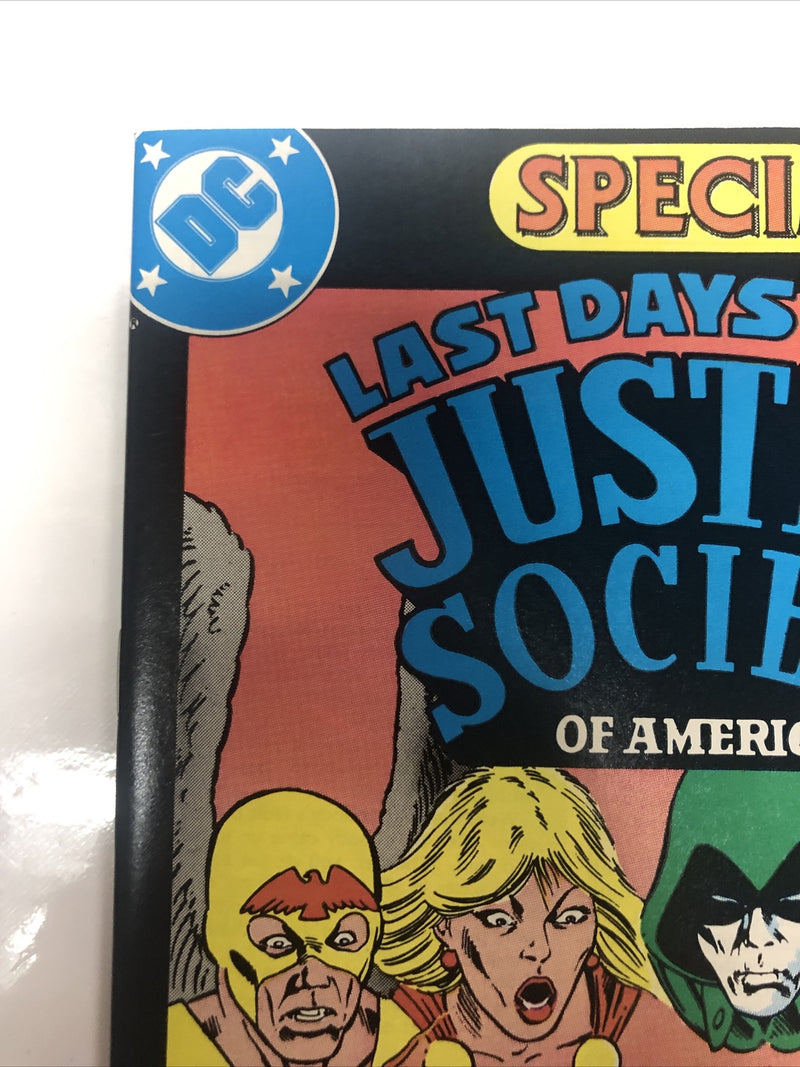 DC
SPECI
®
LAST DAYS
JUST
SOCIE
OF AMERIC